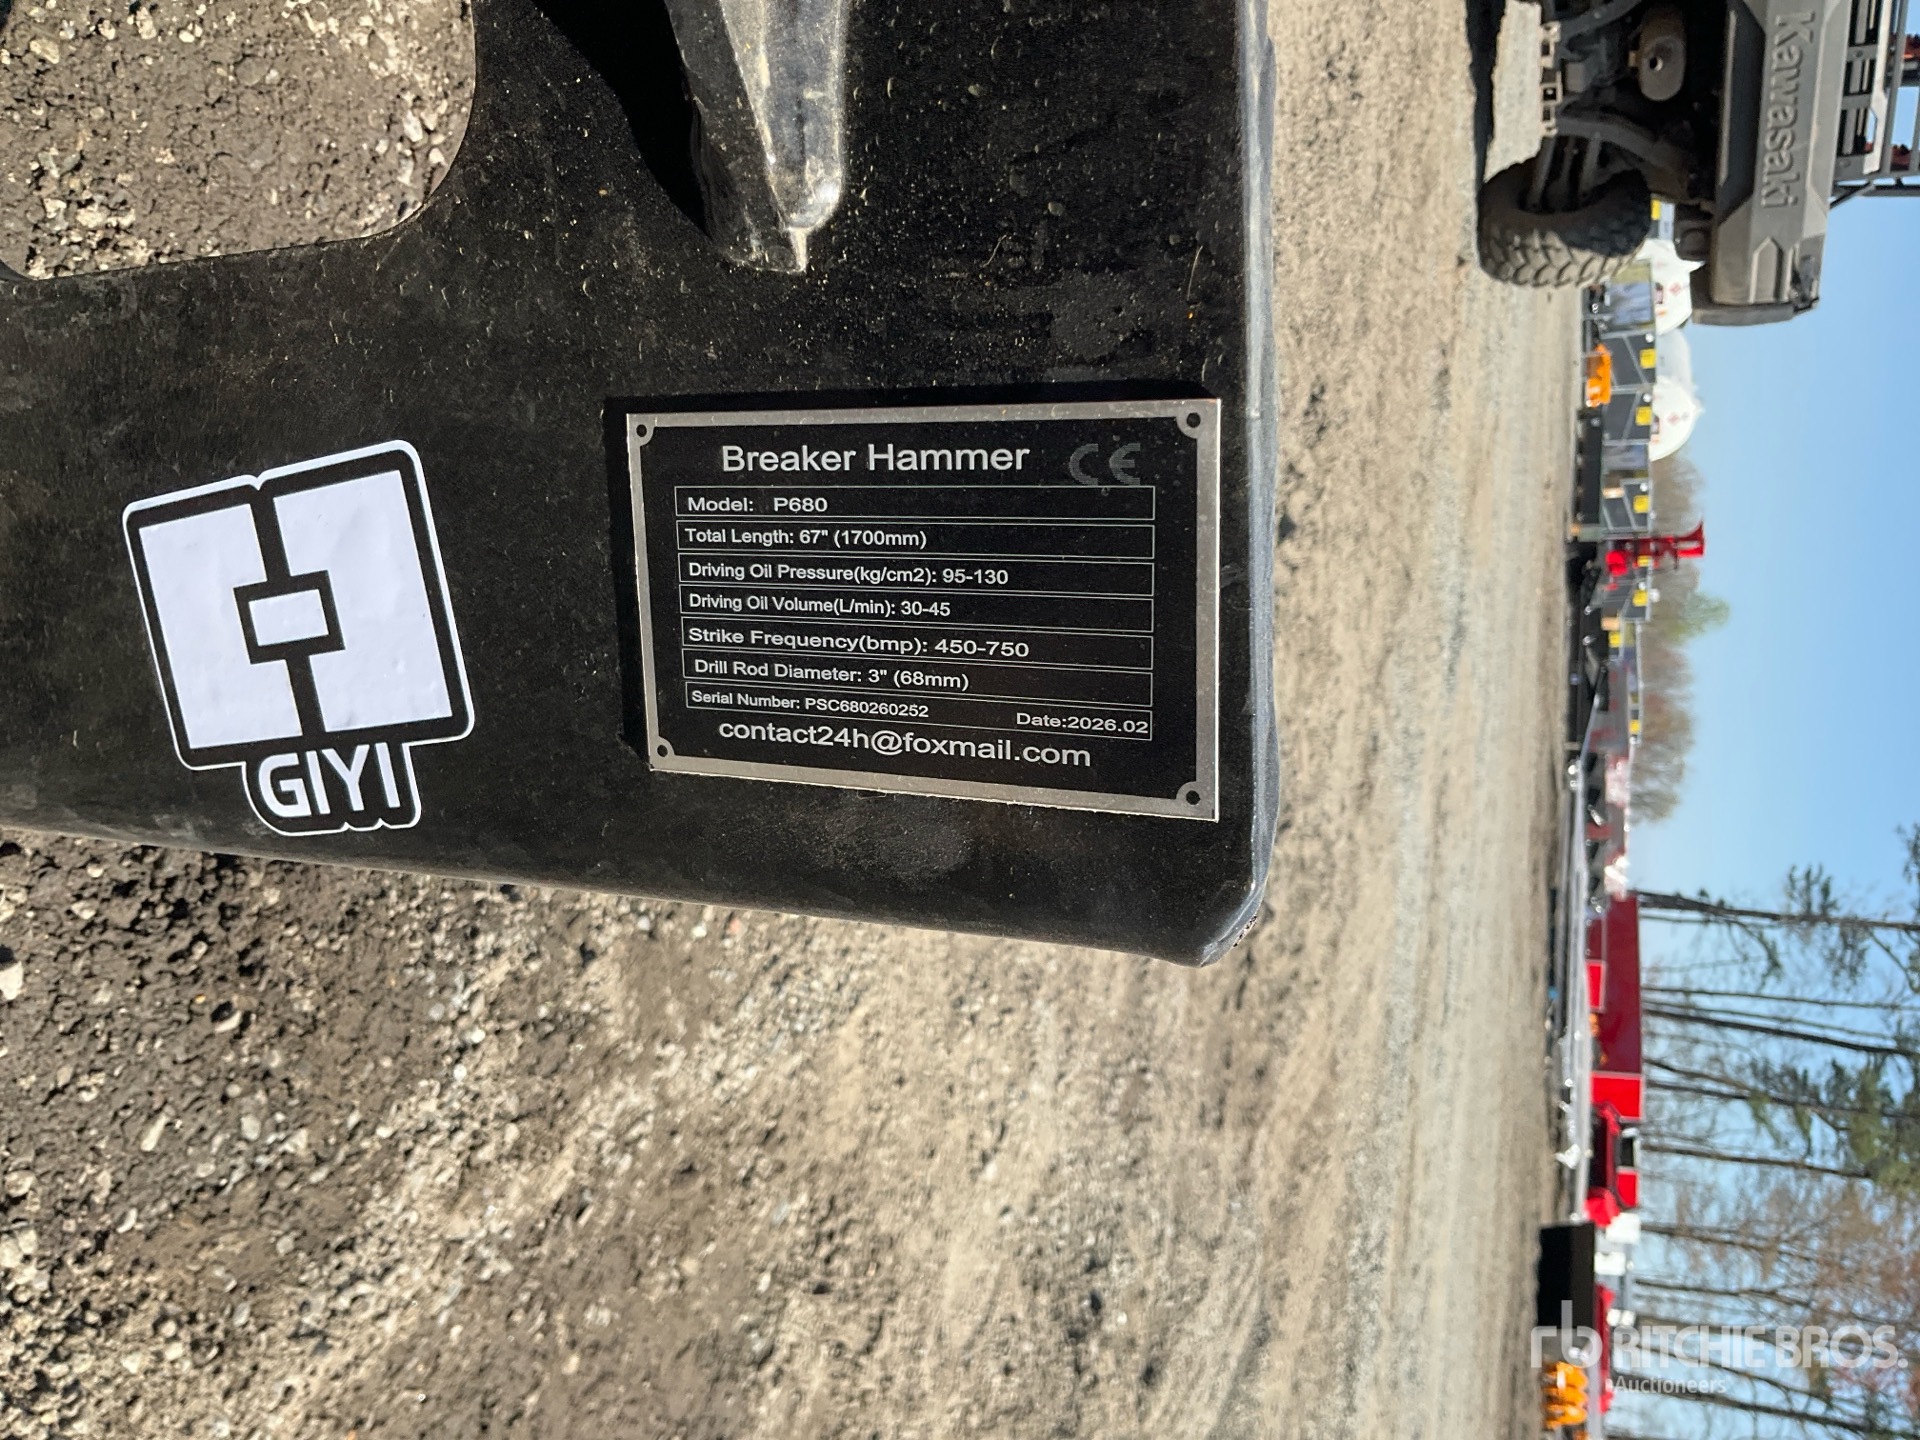 Breaker Hammer CE
Model: P680
Total Length: 67" (1700mm)
Driving Oil Pressure(kg/cm2): 95-130
Driving Oil Volume(L/min): 30-45
Strike Frequency(bmp): 450-750
Drill Rod Diameter: 3" (68mm)
Serial Number: PSC680260252 Date:2026.02
contact24h@foxmail.com
GIYI
Kawasaki
rb RITCHIE BROS.
Auctioneers